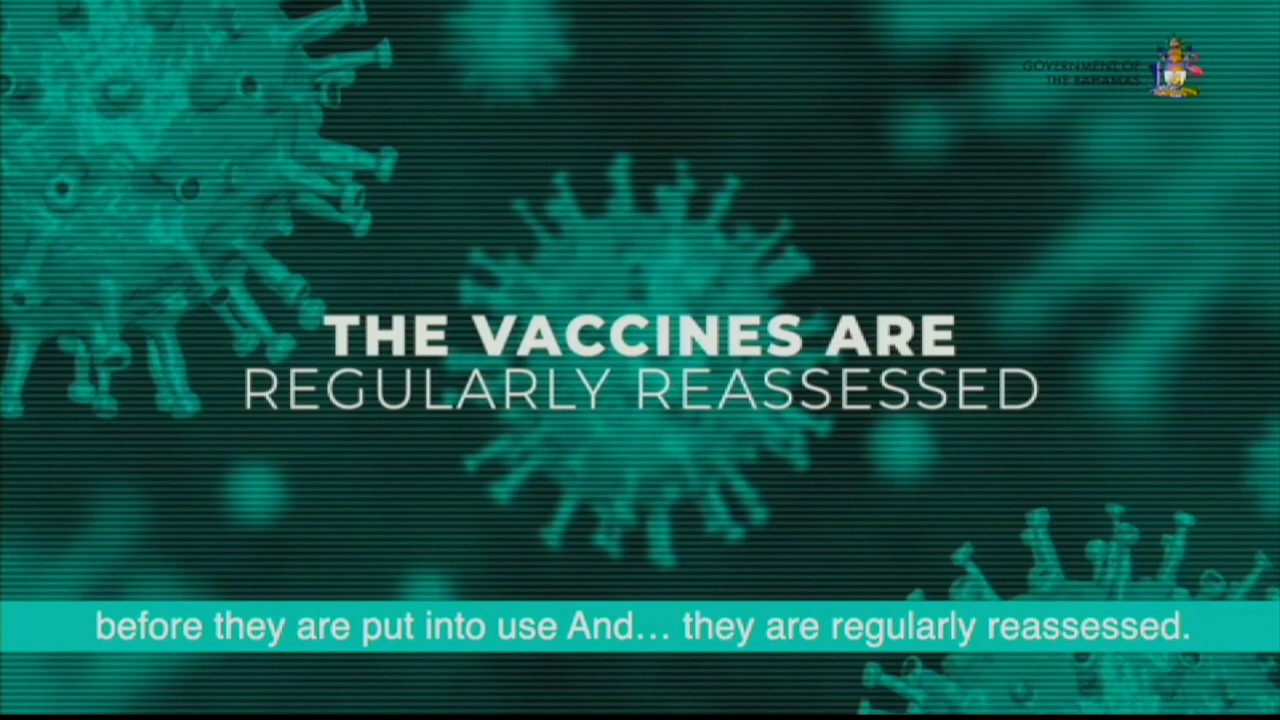 GOVERNMENT OF
THE BAHAMAS
THE VACCINES ARE
REGULARLY REASSESSED
before they are put into use And... they are regularly reassessed.